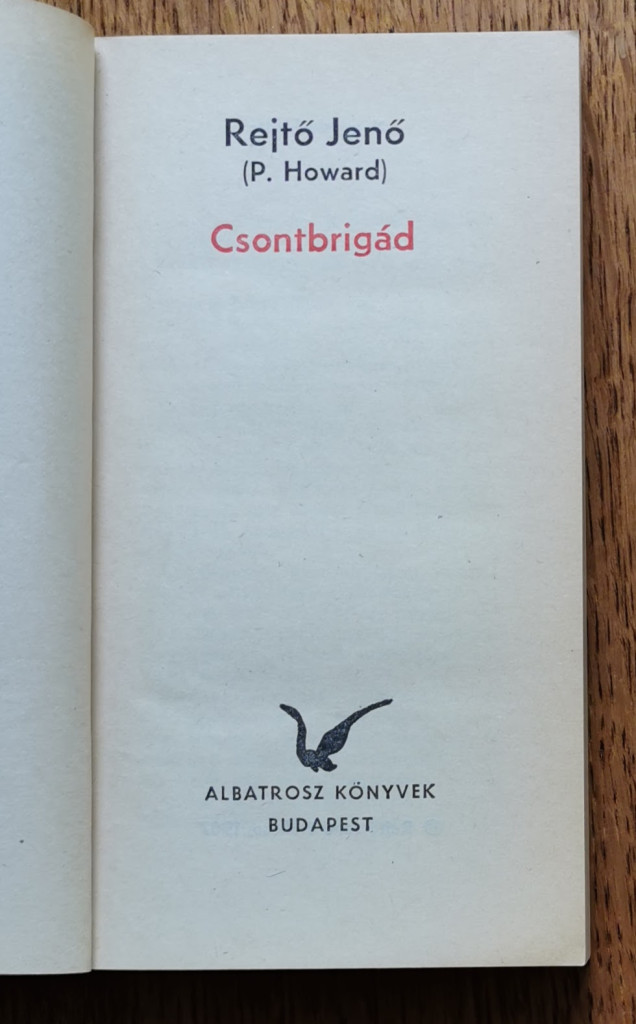 Rejtő Jenő
(P. Howard)
Csontbrigád
ALBATROSZ KÖNYVEK
BUDAPEST